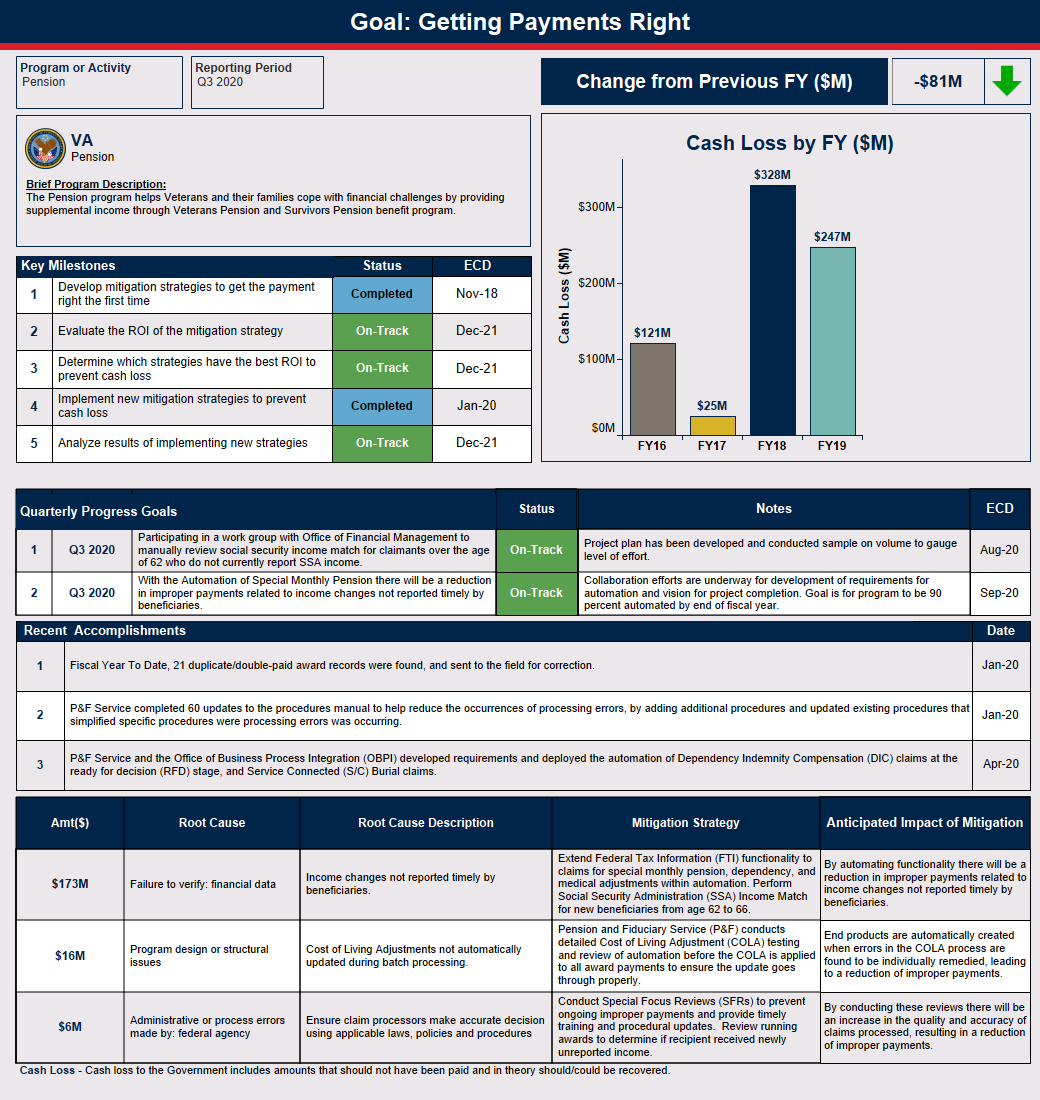 Goal: Getting Payments Right
Program or Activity
Pension
Reporting Period
Q3 2020
Change from Previous FY ($M)
-$81M
VA
Pension
Brief Program Description:
The Pension program helps Veterans and their families cope with financial challenges by providing
supplemental income through Veterans Pension and Survivors Pension benefit program.
Cash Loss by FY ($M)
Cash Loss ($M)
$300M
$200M
$100M
$0M
$121M
$25M
$328M
$247M
FY16
FY17
FY18
FY19
Key Milestones Status ECD
1 Develop mitigation strategies to get the payment
right the first time
Completed Nov-18
2 Evaluate the ROI of the mitigation strategy On-Track Dec-21
3 Determine which strategies have the best ROI to
prevent cash loss
On-Track Dec-21
4 Implement new mitigation strategies to prevent
cash loss
Completed Jan-20
5 Analyze results of implementing new strategies On-Track Dec-21
Quarterly Progress Goals Status Notes ECD
1 Q3 2020
Participating in a work group with Office of Financial Management to
manually review social security income match for claimants over the age
of 62 who do not currently report SSA income.
On-Track
Project plan has been developed and conducted sample on volume to gauge
level of effort.
Aug-20
2 Q3 2020
With the Automation of Special Monthly Pension there will be a reduction
in improper payments related to income changes not reported timely by
beneficiaries.
On-Track
Collaboration efforts are underway for development of requirements for
automation and vision for project completion. Goal is for program to be 90
percent automated by end of fiscal year.
Sep-20
Recent Accomplishments Date
1 Fiscal Year To Date, 21 duplicate/double-paid award records were found, and sent to the field for correction. Jan-20
2 P&F Service completed 60 updates to the procedures manual to help reduce the occurrences of processing errors, by adding additional procedures and updated existing procedures that
simplified specific procedures were processing errors was occurring.
Jan-20
3 P&F Service and the Office of Business Process Integration (OBPI) developed requirements and deployed the automation of Dependency Indemnity Compensation (DIC) claims at the
ready for decision (RFD) stage, and Service Connected (S/C) Burial claims.
Apr-20
Amt($) Root Cause Root Cause Description Mitigation Strategy Anticipated Impact of Mitigation
$173M
Failure to verify: financial data
Income changes not reported timely by
beneficiaries.
Extend Federal Tax Information (FTI) functionality to
claims for special monthly pension, dependency, and
medical adjustments within automation. Perform
Social Security Administration (SSA) Income Match
for new beneficiaries from age 62 to 66.
By automating functionality there will be a
reduction in improper payments related to
income changes not reported timely by
beneficiaries.
$16M
Program design or structural
issues
Cost of Living Adjustments not automatically
updated during batch processing.
Pension and Fiduciary Service (P&F) conducts
detailed Cost of Living Adjustment (COLA) testing
and review of automation before the COLA is applied
to all award payments to ensure the update goes
through properly.
End products are automatically created
when errors in the COLA process are
found to be individually remedied, leading
to a reduction of improper payments.
$6M
Administrative or process errors
made by: federal agency
Ensure claim processors make accurate decision
using applicable laws, policies and procedures
Conduct Special Focus Reviews (SFRs) to prevent
ongoing improper payments and provide timely
training and procedural updates. Review running
awards to determine if recipient received newly
unreported income.
By conducting these reviews there will be
an increase in the quality and accuracy of
claims processed, resulting in a reduction
of improper payments.
Cash Loss - Cash loss to the Government includes amounts that should not have been paid and in theory should/could be recovered.